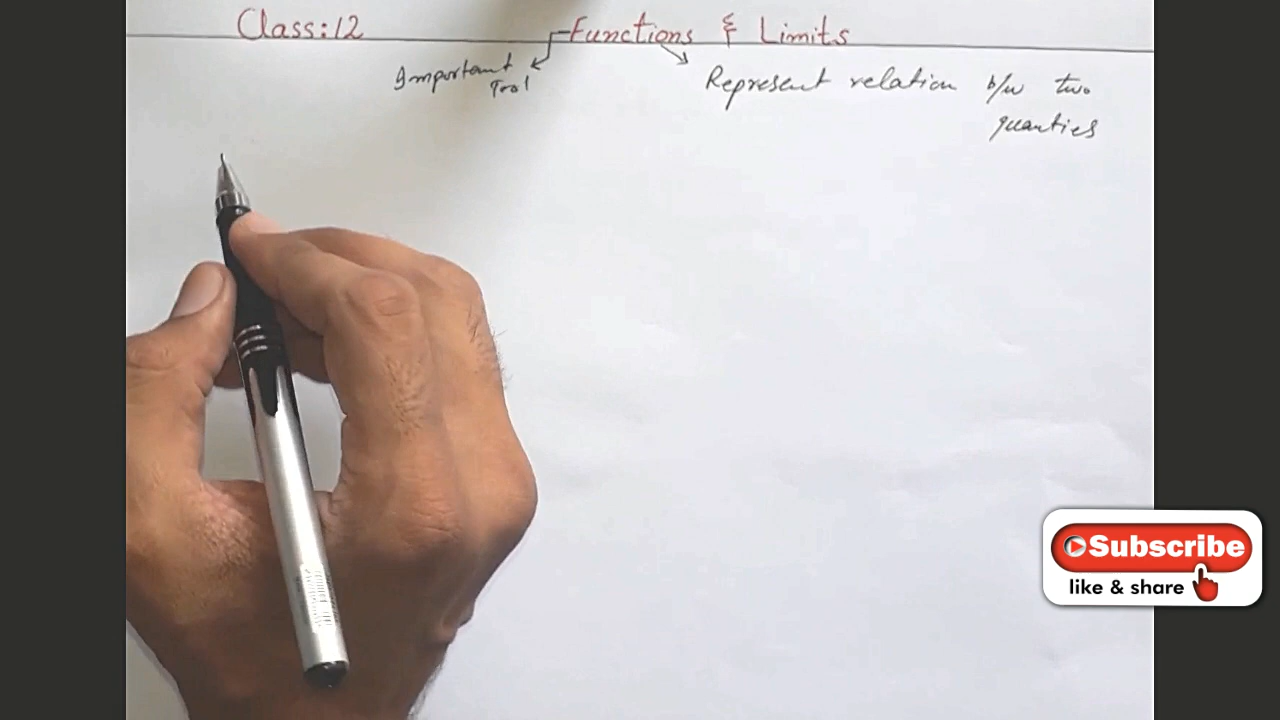 Class:12
Functions & Limits
Important
Tool
Represent relation b/w two
quanties
Subscribe
like & share